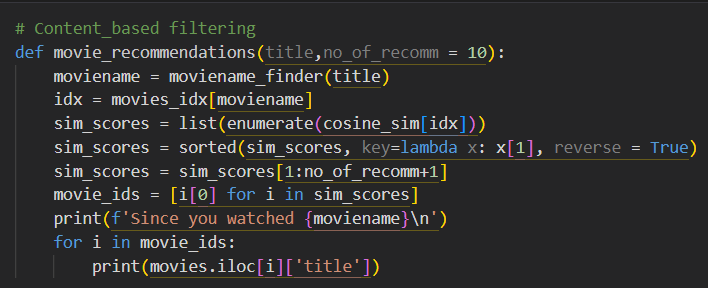 # Content_based filtering
def movie_recommendations(title,no_of_recomm = 10):
    moviename = moviename_finder(title)
    idx = movies_idx[moviename]
    sim_scores = list(enumerate(cosine_sim[idx]))
    sim_scores = sorted(sim_scores, key=lambda x: x[1], reverse = True)
    sim_scores = sim_scores[1:no_of_recomm+1]
    movie_ids = [i[0] for i in sim_scores]
    print(f'Since you watched {moviename}\n')
    for i in movie_ids:
        print(movies.iloc[i]['title'])